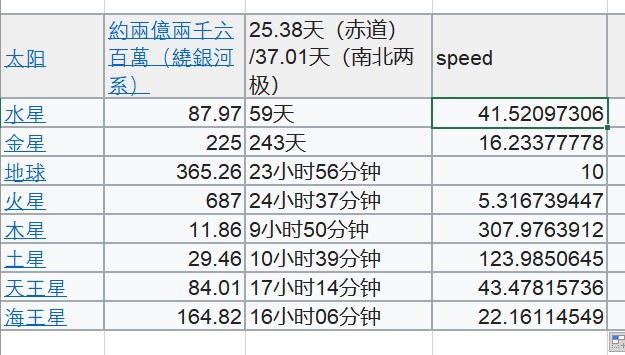 太阳	約兩億兩千六百萬（繞銀河系）	25.38天（赤道）/37.01天（南北两极）	speed
水星	87.97	59天	41.52097306
金星	225	243天	16.23377778
地球	365.26	23小时56分钟	10
火星	687	24小时37分钟	5.316739447
木星	11.86	9小时50分钟	307.9763912
土星	29.46	10小时39分钟	123.9850645
天王星	84.01	17小时14分钟	43.47815736
海王星	164.82	16小时06分钟	22.16114549